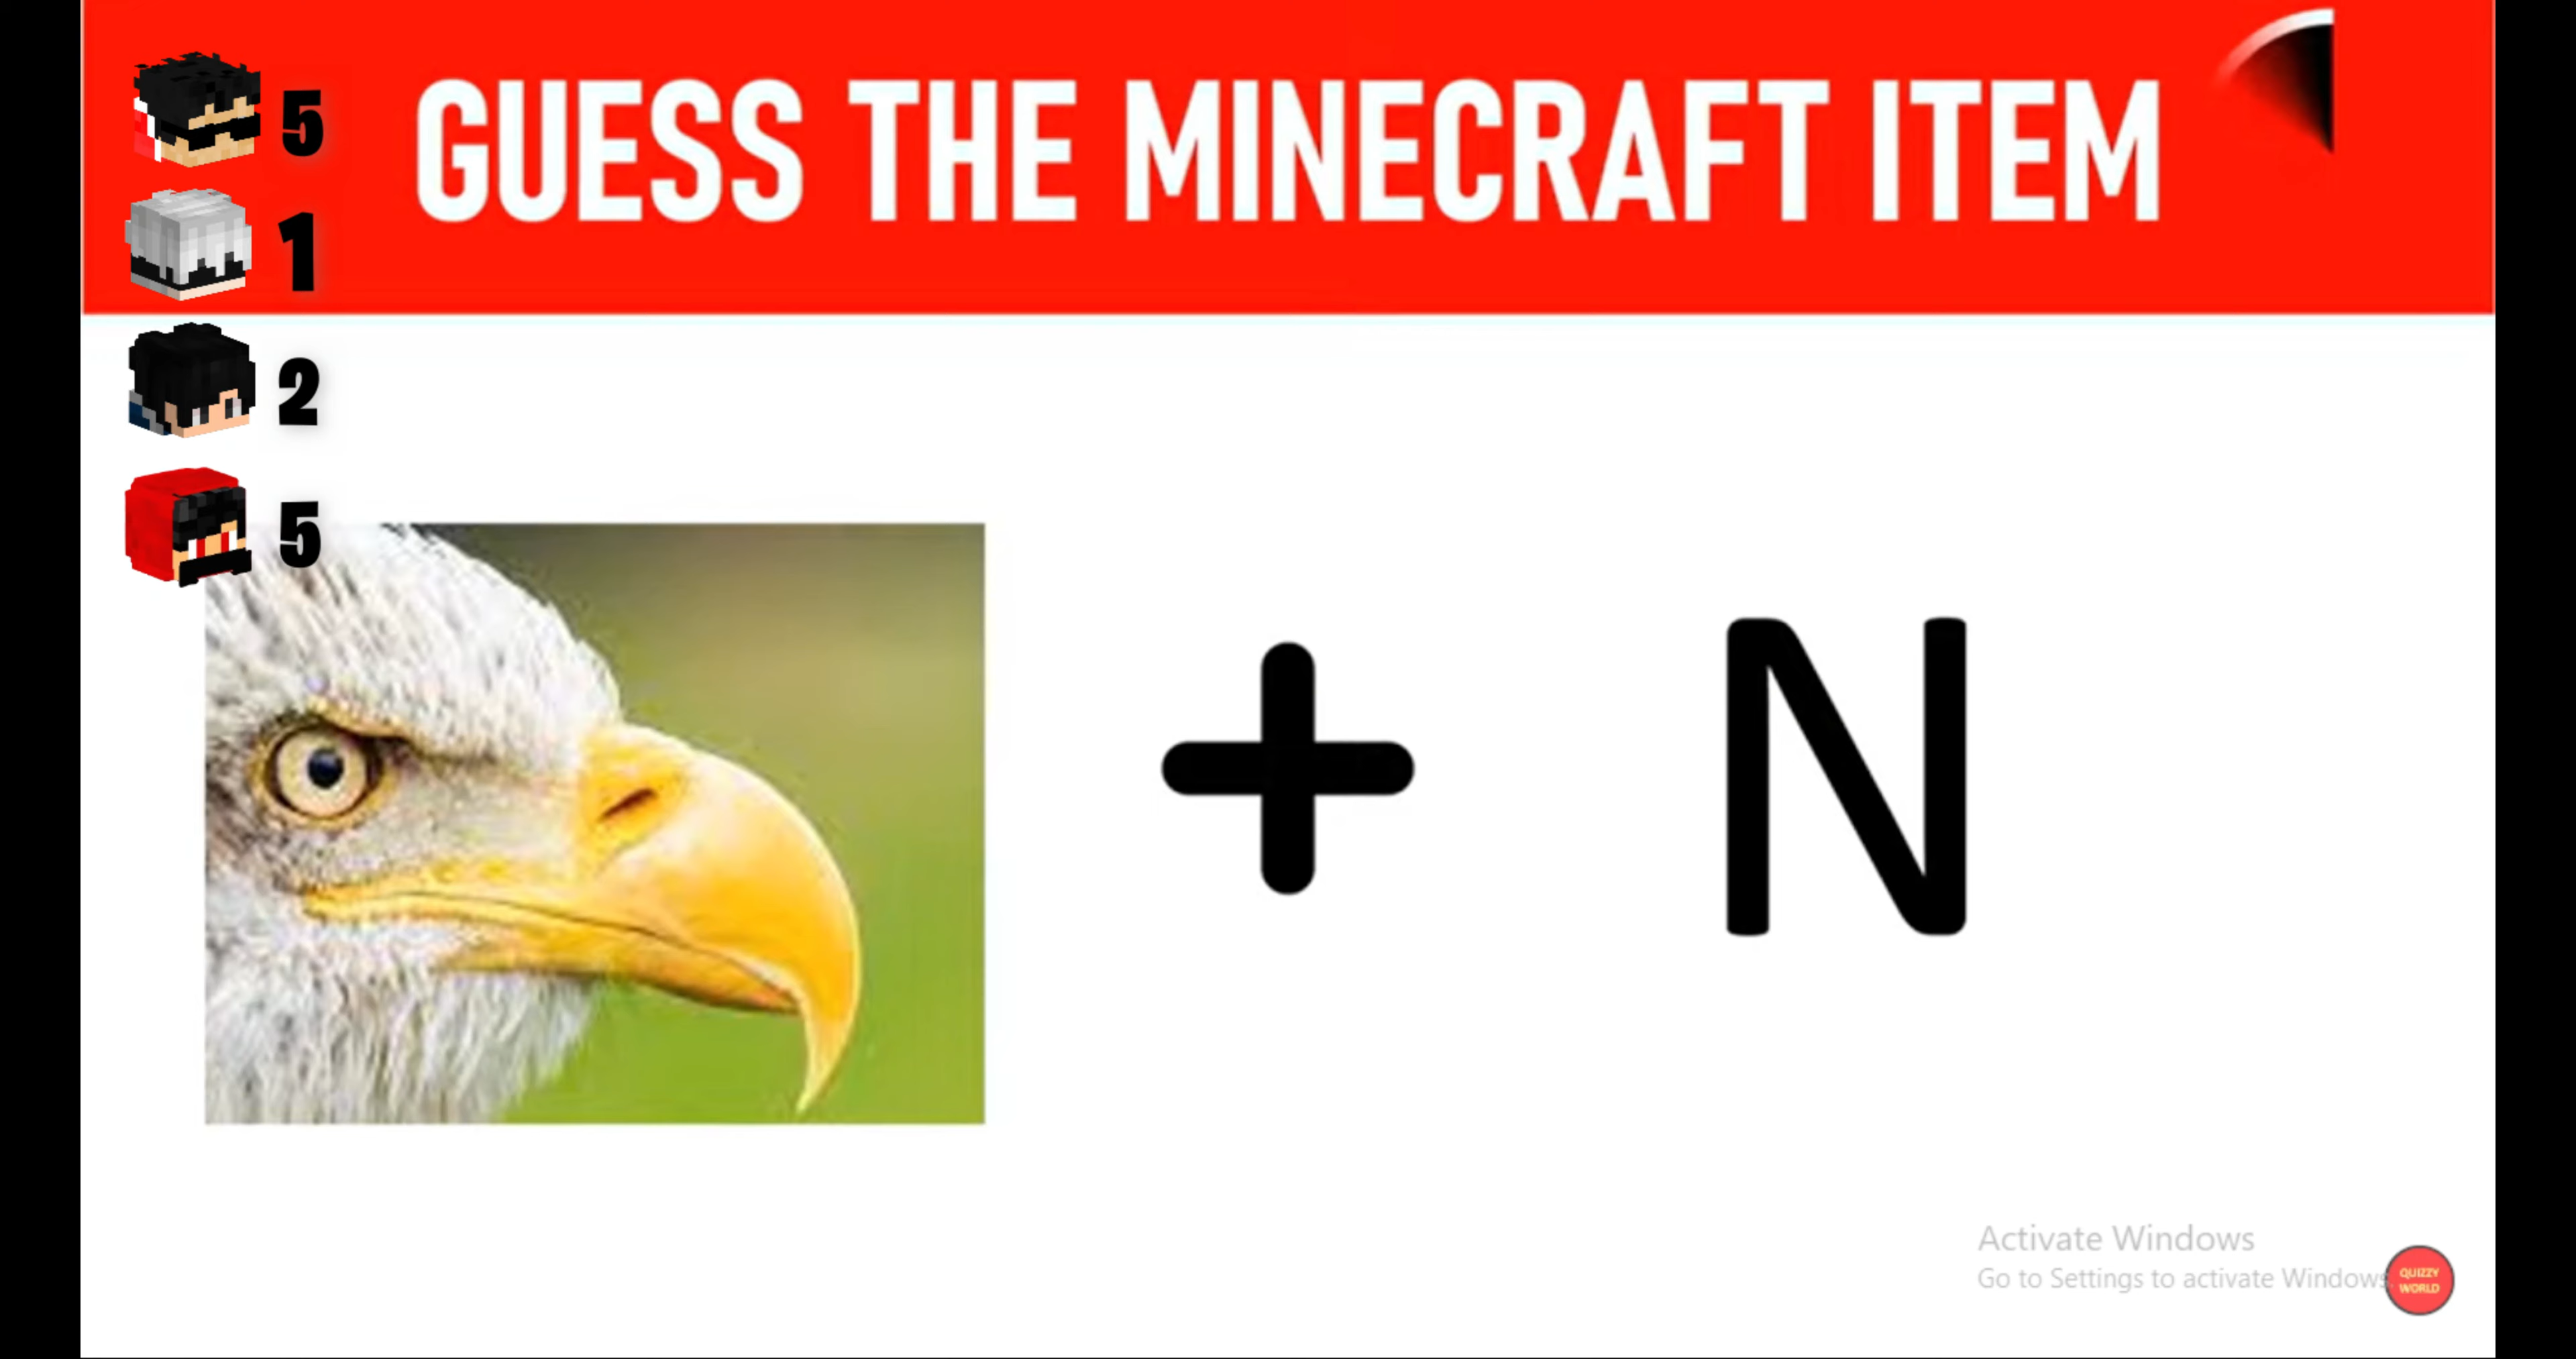 GUESS THE MINECRAFT ITEM
5
1
2
5
+ N
Activate Windows
Go to Settings to activate Windows.
QUIZZY
WORLD